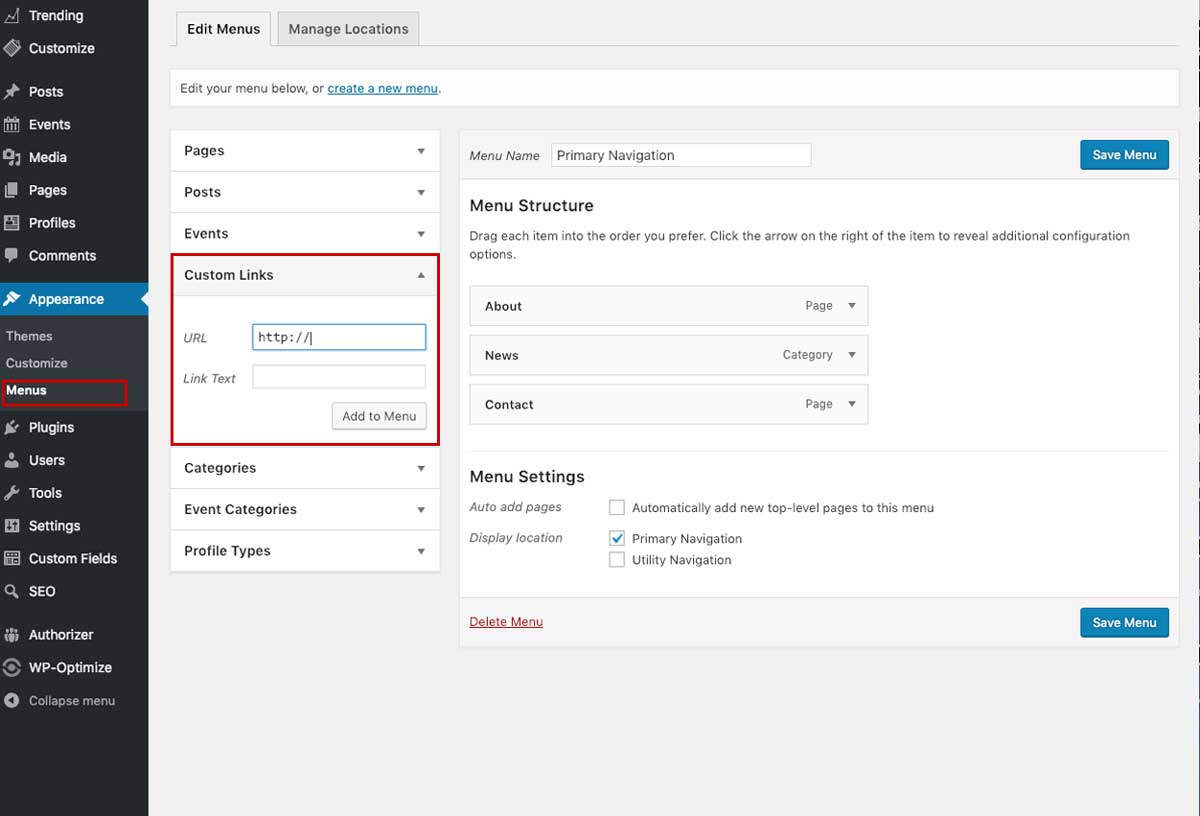 Trending
Customize
Posts
Events
Media
Pages
Profiles
Comments
Appearance
Themes
Customize
Menus
Plugins
Users
Tools
Settings
Custom Fields
SEO
Authorizer
WP-Optimize
Collapse menu
Edit Menus
Manage Locations
Edit your menu below, or create a new menu.
Pages
Posts
Events
Custom Links
URL http://
Link Text
Add to Menu
Categories
Event Categories
Profile Types
Menu Name Primary Navigation Save Menu
Menu Structure
Drag each item into the order you prefer. Click the arrow on the right of the item to reveal additional configuration
options.
About Page
News Category
Contact Page
Menu Settings
Auto add pages Automatically add new top-level pages to this menu
Display location Primary Navigation
Utility Navigation
Delete Menu Save Menu